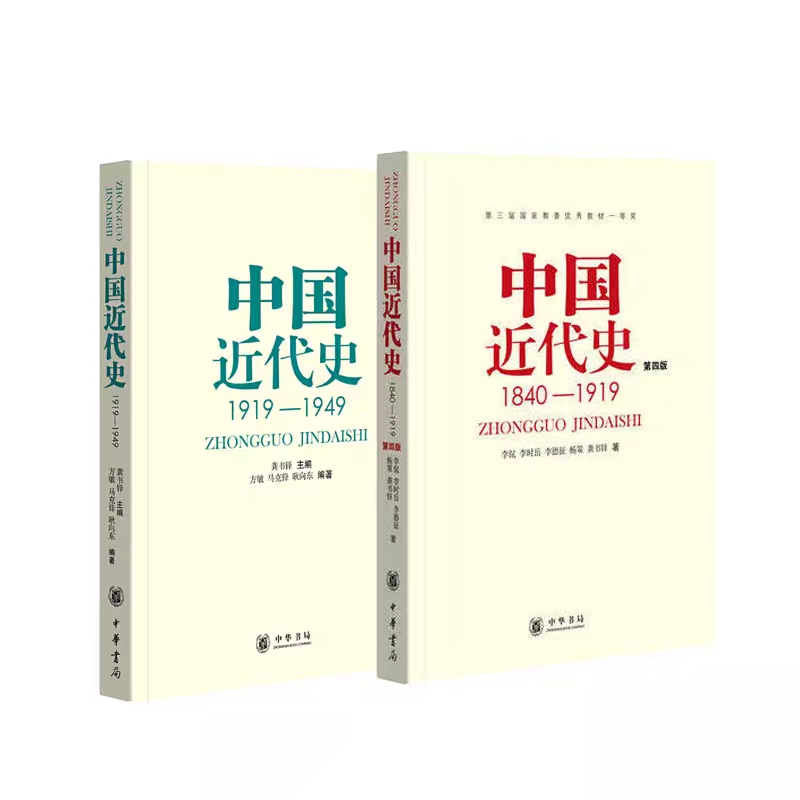 ZHONGGUO
JINDAISHI
中国近代史
1919—1949
龚书铎 主编
方敏 马克锋 耿向东 编著
中華書局
中国
近代史
1919—1949
ZHONGGUO JINDAISHI
龚书铎 主编
方敏 马克锋 耿向东 编著
中华书局
ZHONGGUO
JINDAISHI
中国近代史
1840—1919
第四版
李侃 李时岳 李德征
杨策 龚书铎 著
中華書局
第三届国家教委优秀教材一等奖
中国
近代史 第四版
1840—1919
ZHONGGUO JINDAISHI
李侃 李时岳 李德征 杨策 龚书铎 著
中华书局